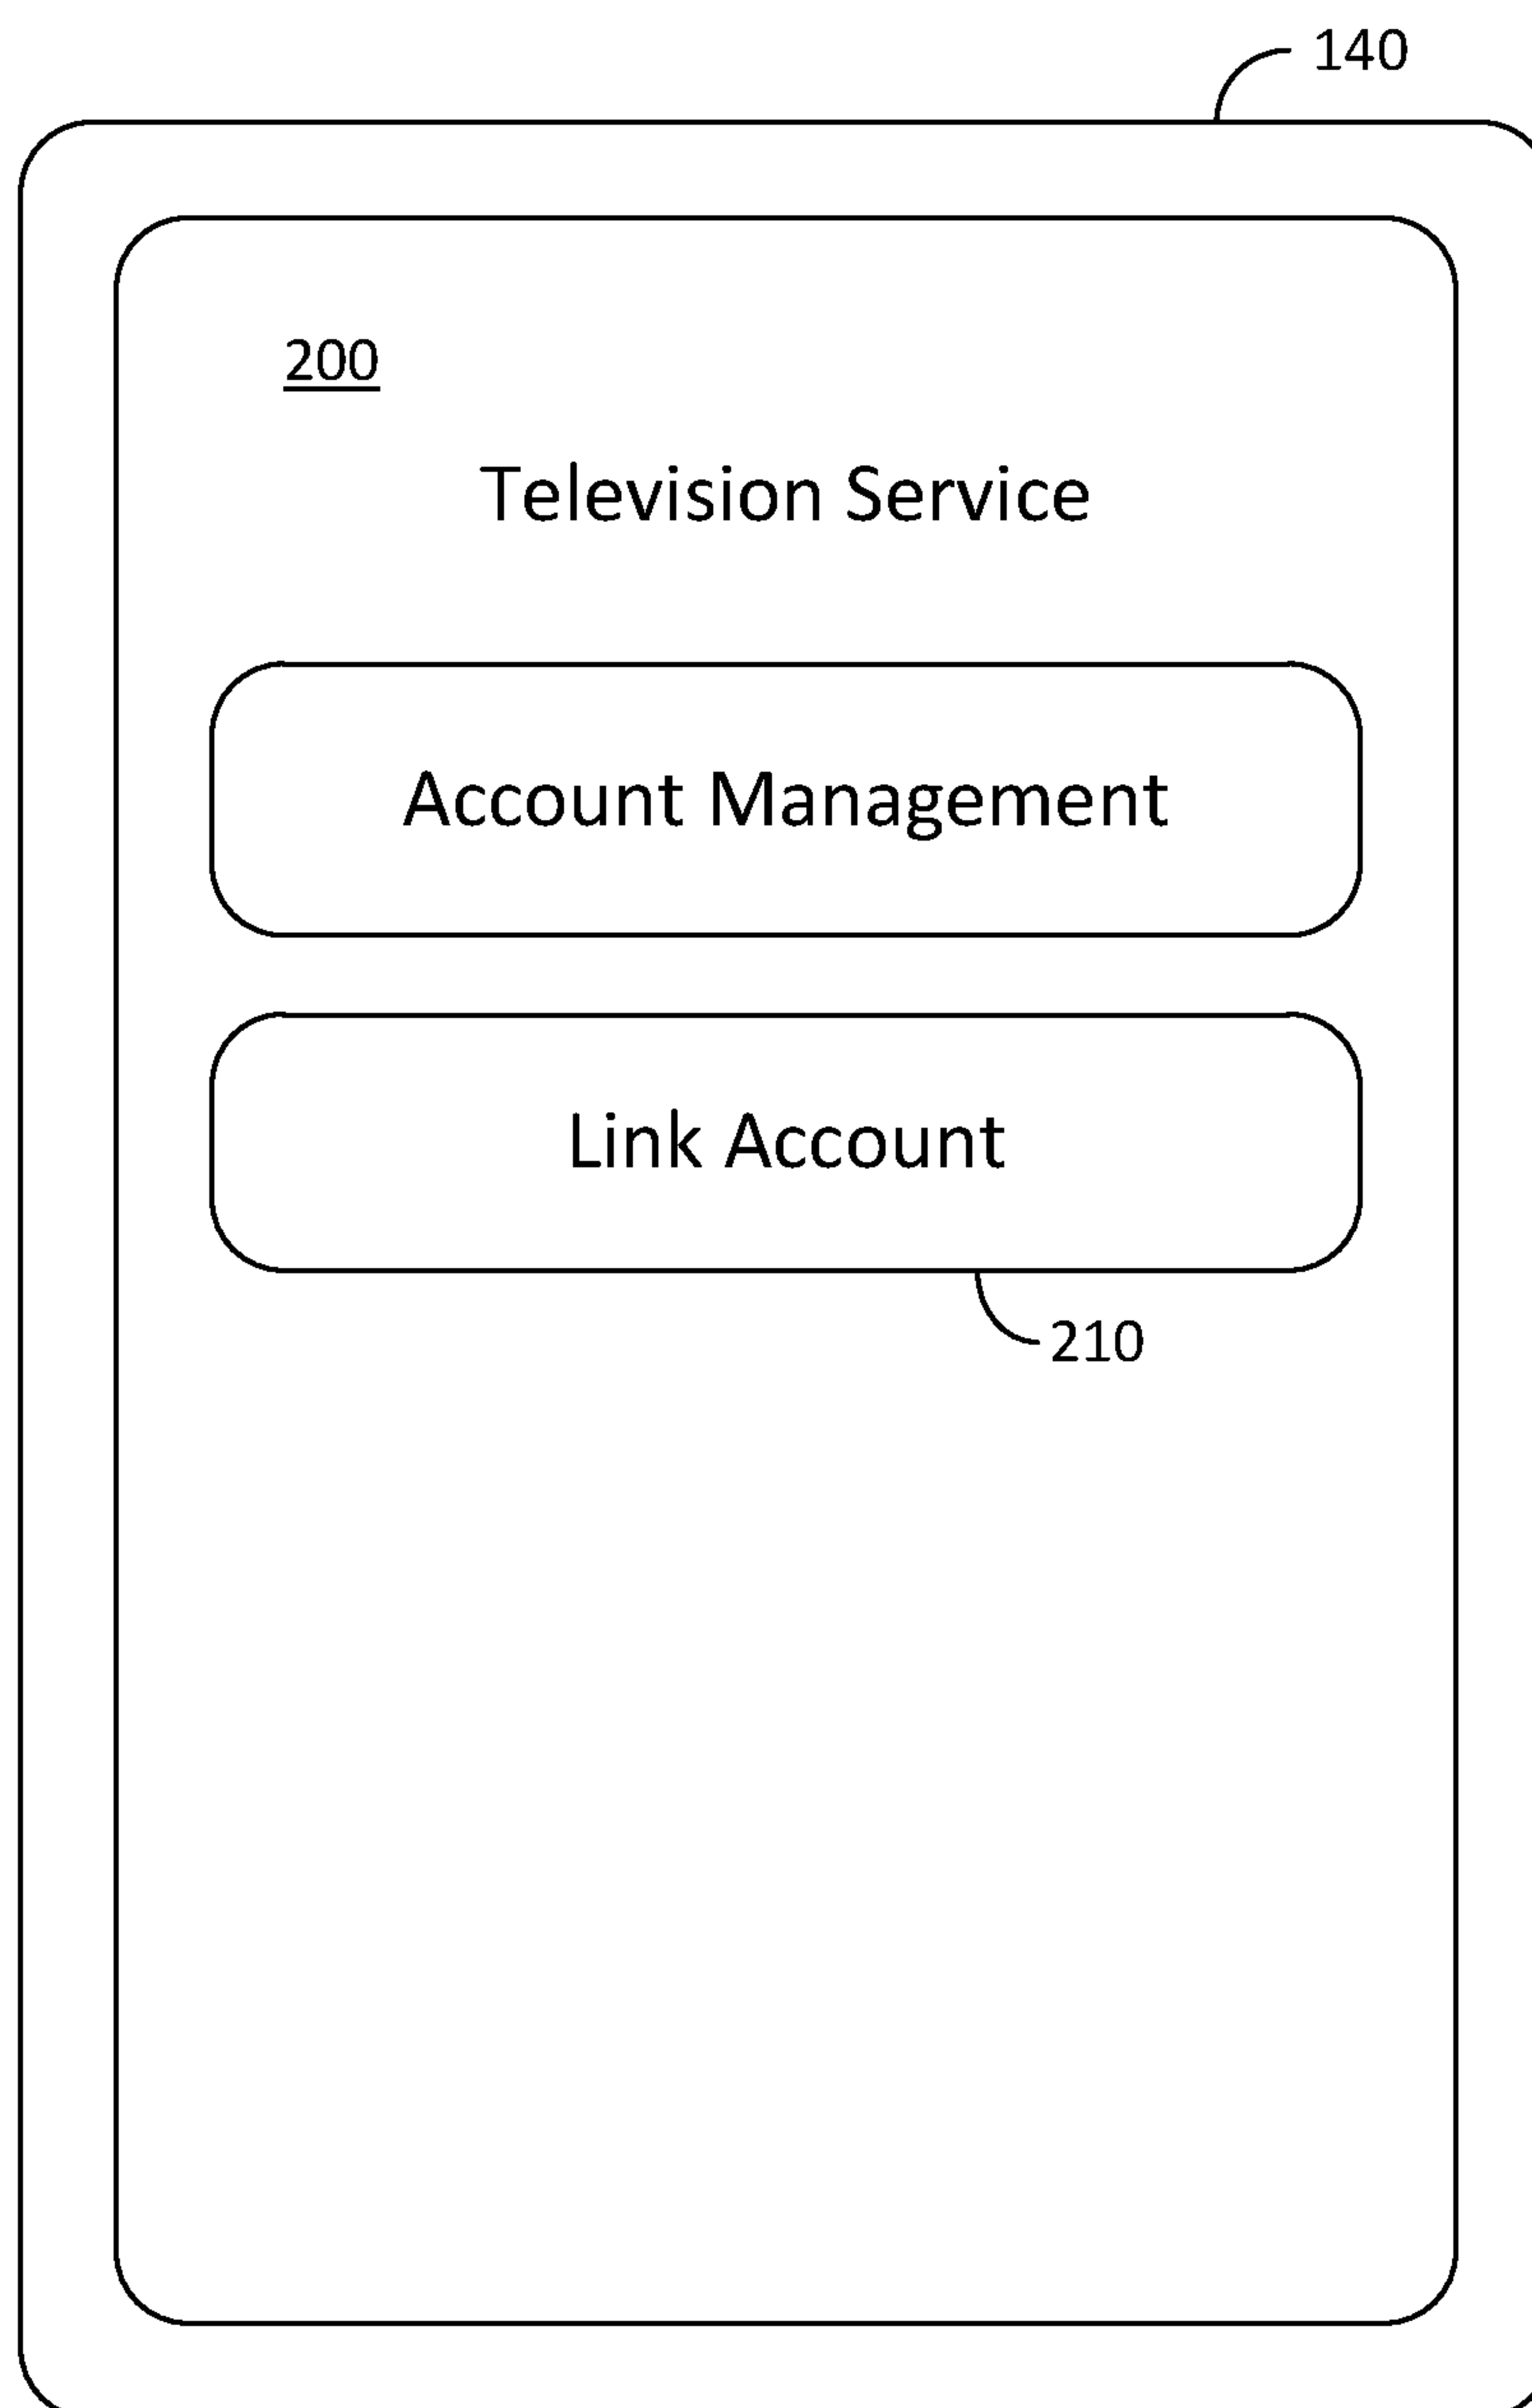 140
200
Television Service
Account Management
Link Account
210